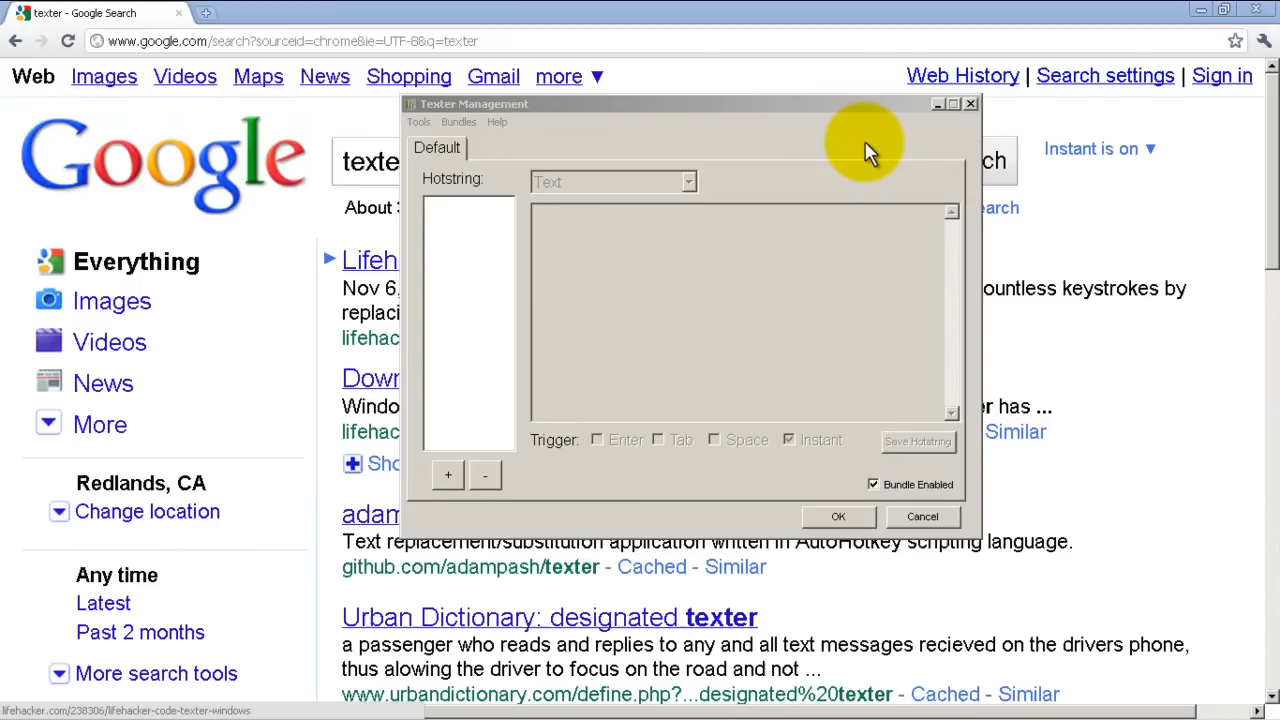 texter - Google Search
www.google.com/search?sourceid=chrome&ie=UTF-8&q=texter
Web Images Videos Maps News Shopping Gmail more ▼
Web History | Search settings | Sign in
Texter Management
Tools Bundles Help
Default
Hotstring:
Text
Trigger: Enter Tab Space Instant
Save Hotstring
+ -
Bundle Enabled
OK Cancel
Google
texte
ch
Instant is on ▼
About
earch
Everything
Images
Videos
News
More
Redlands, CA
Change location
Any time
Latest
Past 2 months
More search tools
Lifeh
Nov 6, ountless keystrokes by
replaci
lifehac
Down
Windo er has ...
lifehac Similar
Sho
adam
Text replacement/substitution application written in AutoHotkey scripting language.
github.com/adampash/texter - Cached - Similar
Urban Dictionary: designated texter
a passenger who reads and replies to any and all text messages recieved on the drivers phone,
thus alowing the driver to focus on the road and not ...
www.urbandictionary.com/define.php?...designated%20texter - Cached - Similar
lifehacker.com/238306/lifehacker-code-texter-windows